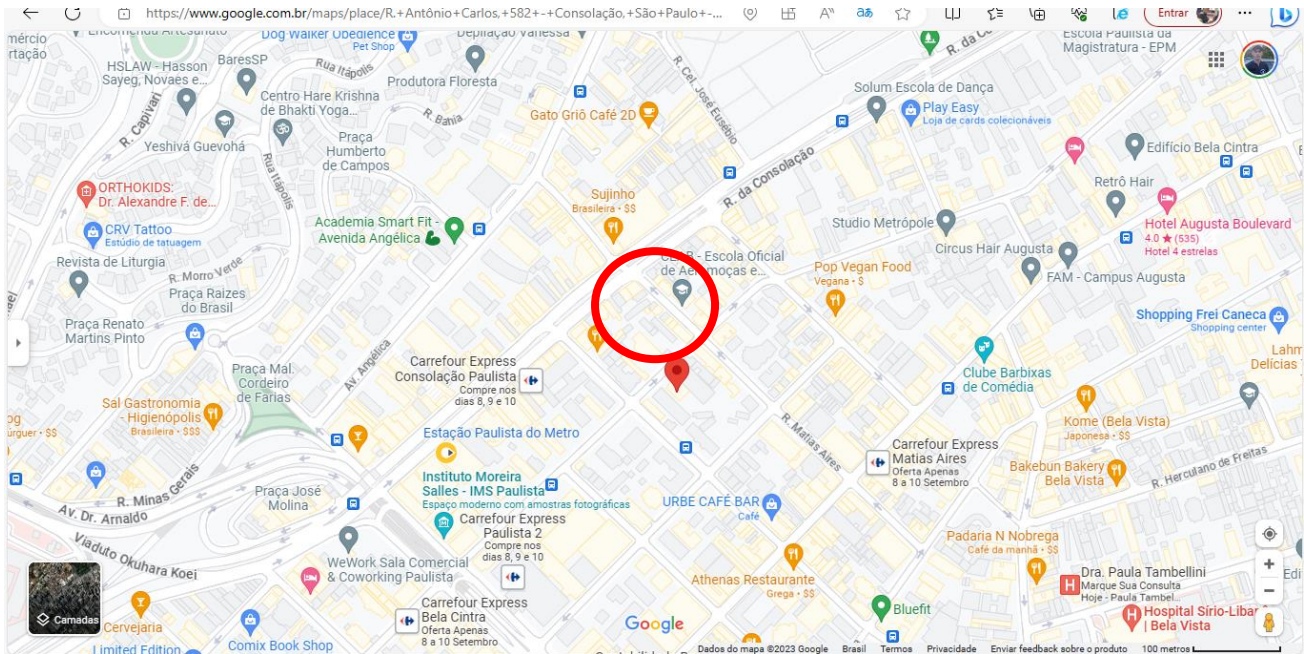 https://www.google.com.br/maps/place/R.+Antônio+Carlos,+582+-+Consolação,+São+Paulo+-...
Entrar
mércio
rtação
Encomenda Artesanato
Dog Walker Obedience
Pet Shop
Depilação Vanessa
R. da
Escola Paulista da
Magistratura - EPM
HSLAW - Hasson
Sayeg, Novaes e...
BaresSP
Rua Itápolis
Produtora Floresta
R. Cel. José Eusébio
Solum Escola de Dança
Play Easy
Loja de cards colecionáveis
R. Capivari
Centro Hare Krishna
de Bhakti Yoga...
R. Bahia
Gato Griô Café 2D
Yeshivá Guevohá
Praça
Humberto
de Campos
Rua Itápolis
R. da Consolação
Edifício Bela Cintra
ORTHOKIDS:
Dr. Alexandre F. de...
Sujinho
Brasileira · $$
Retrô Hair
CRV Tattoo
Estúdio de tatuagem
Academia Smart Fit -
Avenida Angélica
Studio Metrópole
Hotel Augusta Boulevard
4.0 ★ (535)
Hotel 4 estrelas
Revista de Liturgia
R. Morro Verde
- Escola Oficial
de Aeromoças e...
Circus Hair Augusta
Pop Vegan Food
Vegana · $
FAM - Campus Augusta
Praça Raizes
do Brasil
Shopping Frei Caneca
Shopping center
Praça Renato
Martins Pinto
Av. Angélica
Carrefour Express
Consolação Paulista
Compre nos
dias 8, 9 e 10
Lahm
Delícias
Praça Mal.
Cordeiro
de Farias
Clube Barbixas
de Comédia
Sal Gastronomia
- Higienópolis
Brasileira · $$$
og
urguer · $$
Estação Paulista do Metro
R. Matias Aires
Kome (Bela Vista)
Japonesa · $$
Carrefour Express
Matias Aires
Oferta Apenas
8 a 10 Setembro
Bakebun Bakery
Bela Vista
R. Herculano de Freitas
R. Minas Gerais
Av. Dr. Arnaldo
Praça José
Molina
Instituto Moreira
Salles - IMS Paulista
Espaço moderno com amostras fotográficas
URBE CAFÉ BAR
Café
Carrefour Express
Paulista 2
Compre nos
dias 8, 9 e 10
Viaduto Okuhara Koei
WeWork Sala Comercial
& Coworking Paulista
Padaria N Nobrega
Café da manhã · $$
Athenas Restaurante
Grega · $$
Dra. Paula Tambellini
Marque Sua Consulta
Hoje - Paula Tambel...
Edi
Camadas
Cervejaria
Carrefour Express
Bela Cintra
Oferta Apenas
8 a 10 Setembro
Bluefit
Hospital Sírio-Libanês
| Bela Vista
Limited Edition
Comix Book Shop
Google
Dados do mapa ©2023 Google Brasil Termos Privacidade Enviar feedback sobre o produto 100 metros